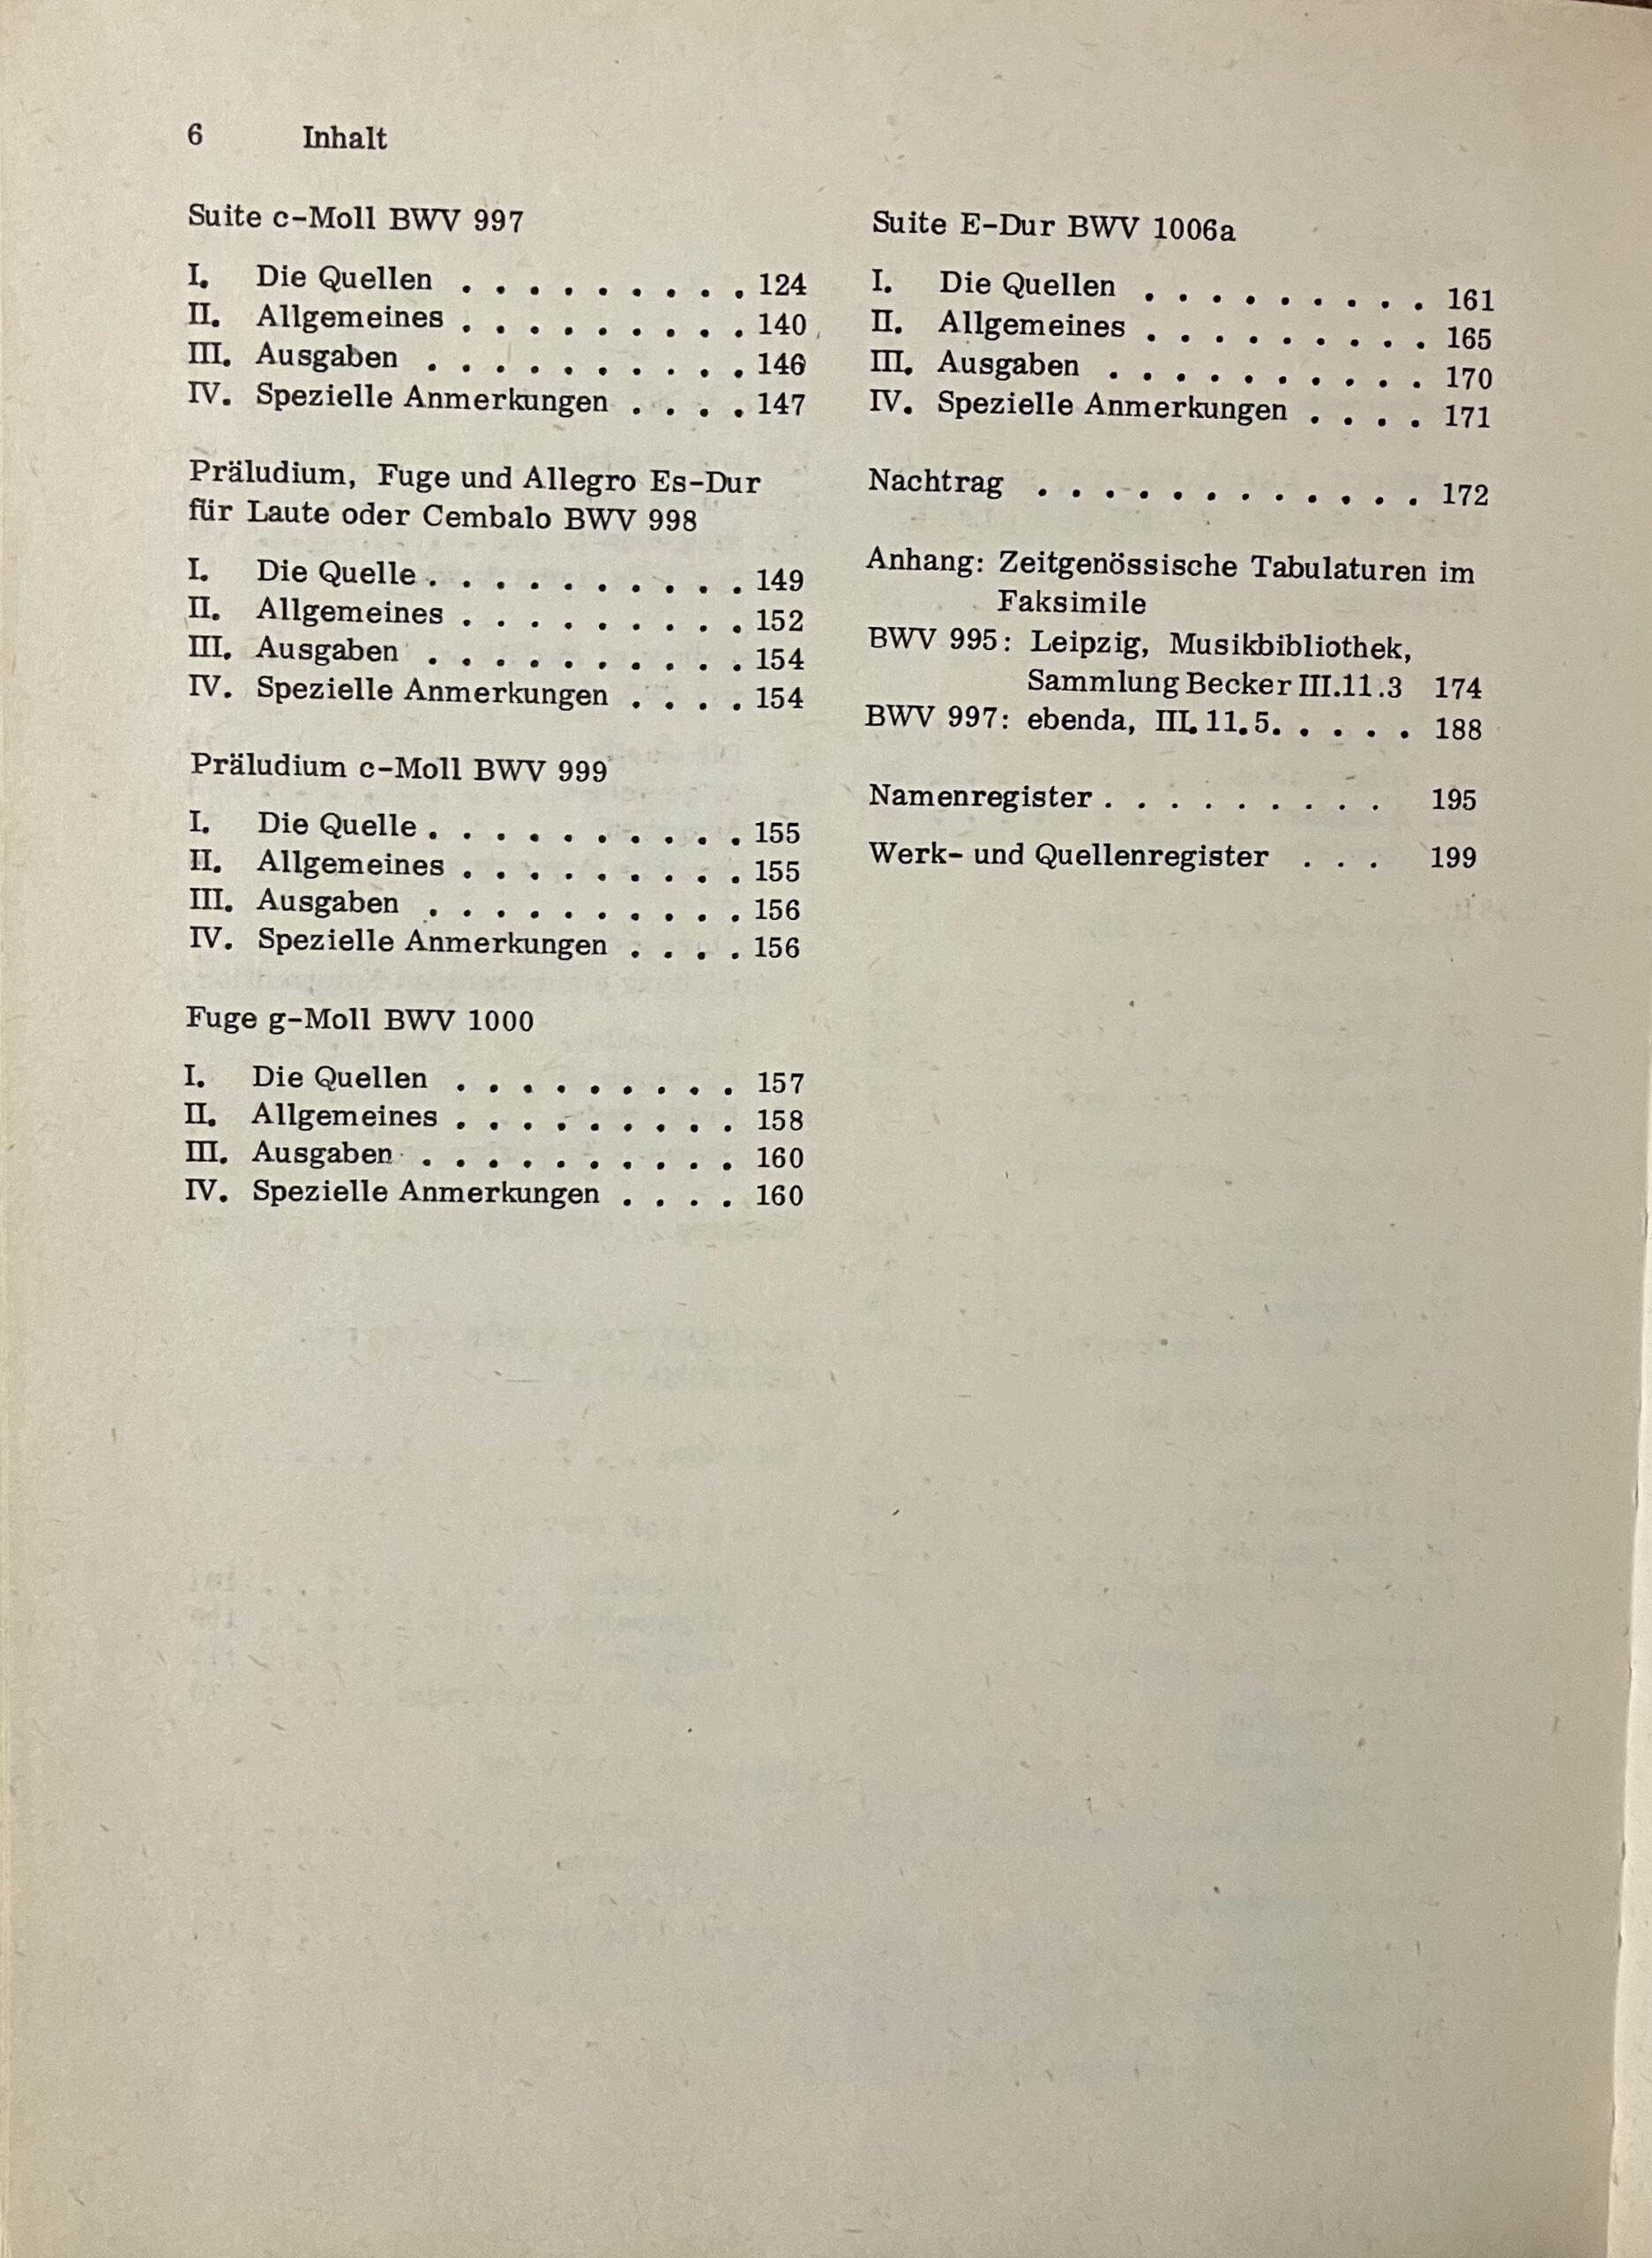 6 Inhalt
Suite c-Moll BWV 997
I. Die Quellen . . . . . . . . . 124
II. Allgemeines . . . . . . . . . 140
III. Ausgaben . . . . . . . . . . 146
IV. Spezielle Anmerkungen . . . . 147
Präludium, Fuge und Allegro Es-Dur
für Laute oder Cembalo BWV 998
I. Die Quelle . . . . . . . . . . 149
II. Allgemeines . . . . . . . . . 152
III. Ausgaben . . . . . . . . . . 154
IV. Spezielle Anmerkungen . . . . 154
Präludium c-Moll BWV 999
I. Die Quelle . . . . . . . . . . 155
II. Allgemeines . . . . . . . . . 155
III. Ausgaben . . . . . . . . . . 156
IV. Spezielle Anmerkungen . . . . 156
Fuge g-Moll BWV 1000
I. Die Quellen . . . . . . . . . 157
II. Allgemeines . . . . . . . . . 158
III. Ausgaben . . . . . . . . . . 160
IV. Spezielle Anmerkungen . . . . 160
Suite E-Dur BWV 1006a
I. Die Quellen . . . . . . . . . 161
II. Allgemeines . . . . . . . . . 165
III. Ausgaben . . . . . . . . . . 170
IV. Spezielle Anmerkungen . . . . 171
Nachtrag . . . . . . . . . . . . 172
Anhang: Zeitgenössische Tabulaturen im
Faksimile
BWV 995: Leipzig, Musikbibliothek,
Sammlung Becker III.11.3 174
BWV 997: ebenda, III.11.5. . . . . 188
Namenregister . . . . . . . . . 195
Werk- und Quellenregister . . . 199